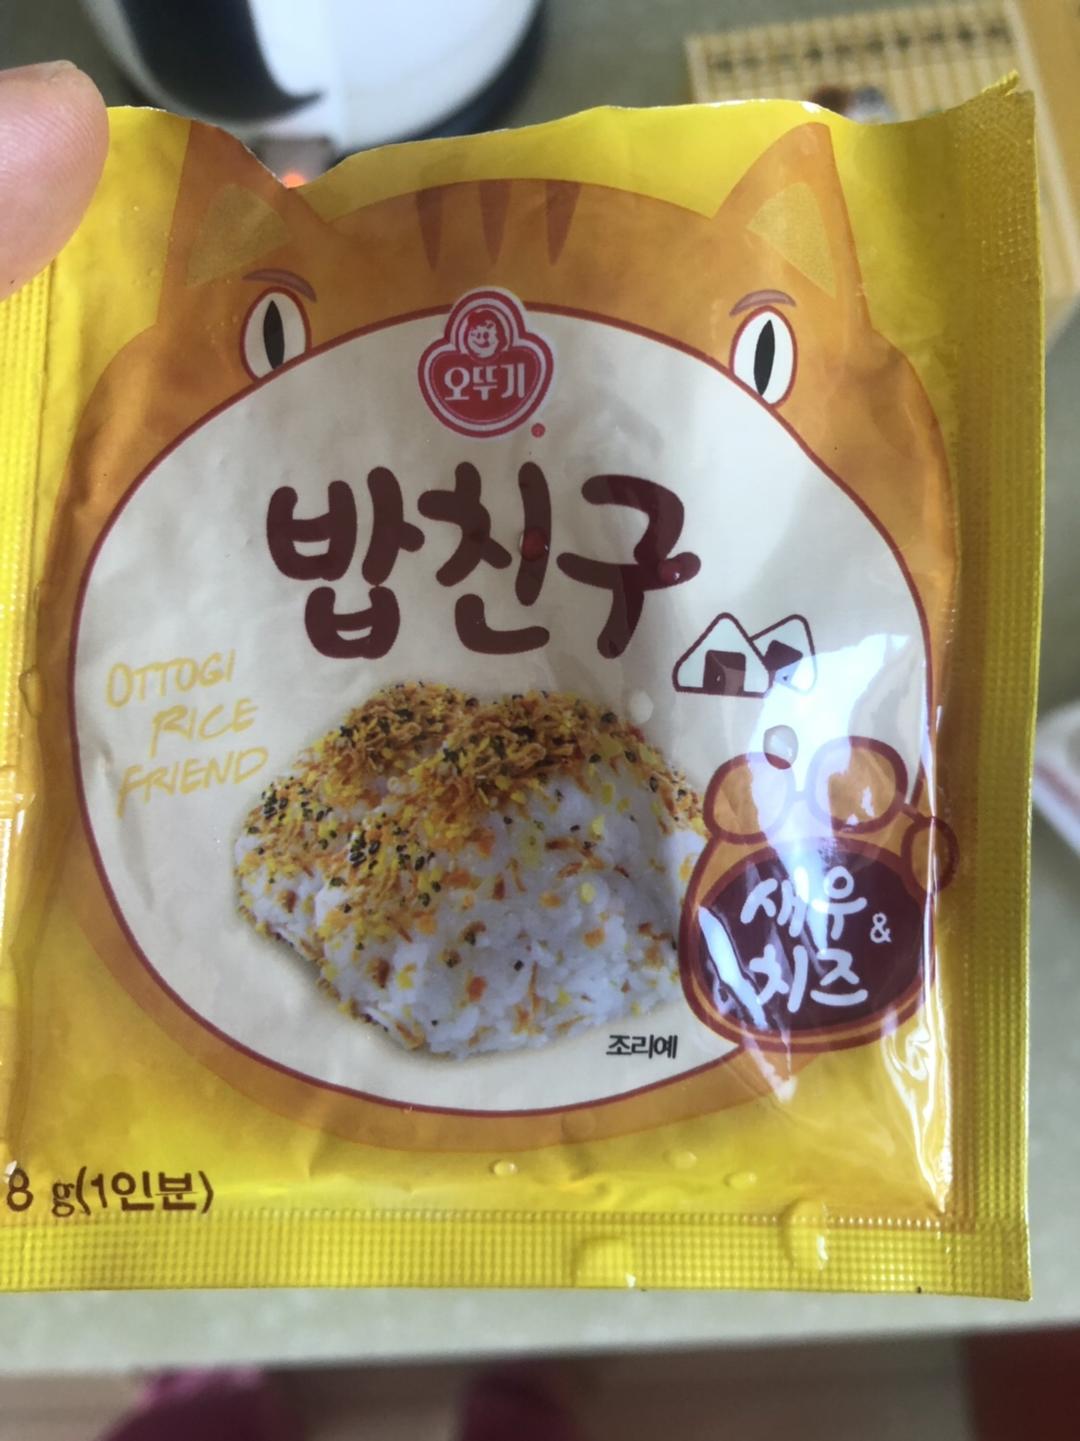 오뚜기
밥친구
OTTOGI
RICE
FRIEND
새우 &
치즈
조리예
8 g(1인분)